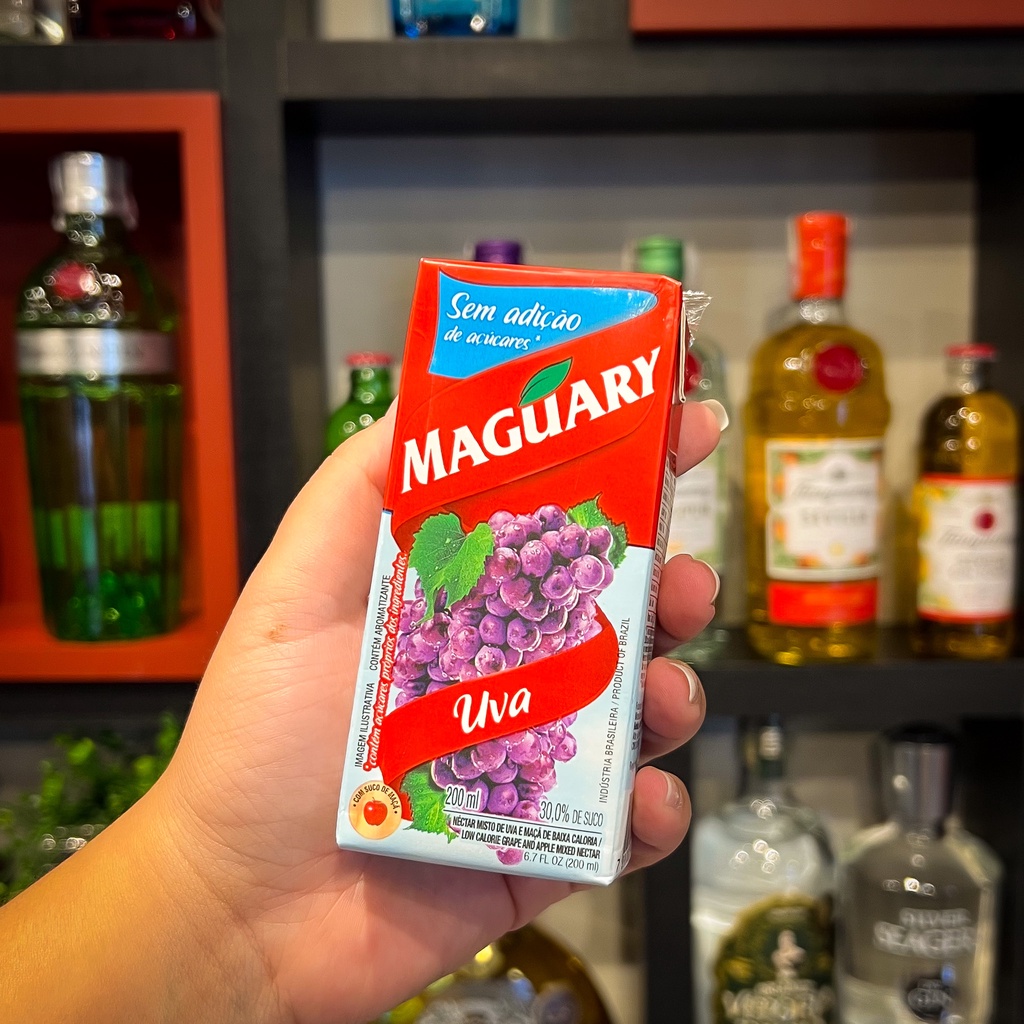 Sem adição
de açúcares*
MAGUARY
Uva
IMAGEM ILUSTRATIVA CONTÉM AROMATIZANTE
*contém açúcares próprios dos ingredientes
INDÚSTRIA BRASILEIRA / PRODUCT OF BRAZIL
• COM SUCO DE MAÇÃ •
200 ml
30,0% DE SUCO
NÉCTAR MISTO DE UVA E MAÇÃ DE BAIXA CALORIA /
LOW CALORIE GRAPE AND APPLE MIXED NECTAR
6.7 FL OZ (200 ml)
SEAGER